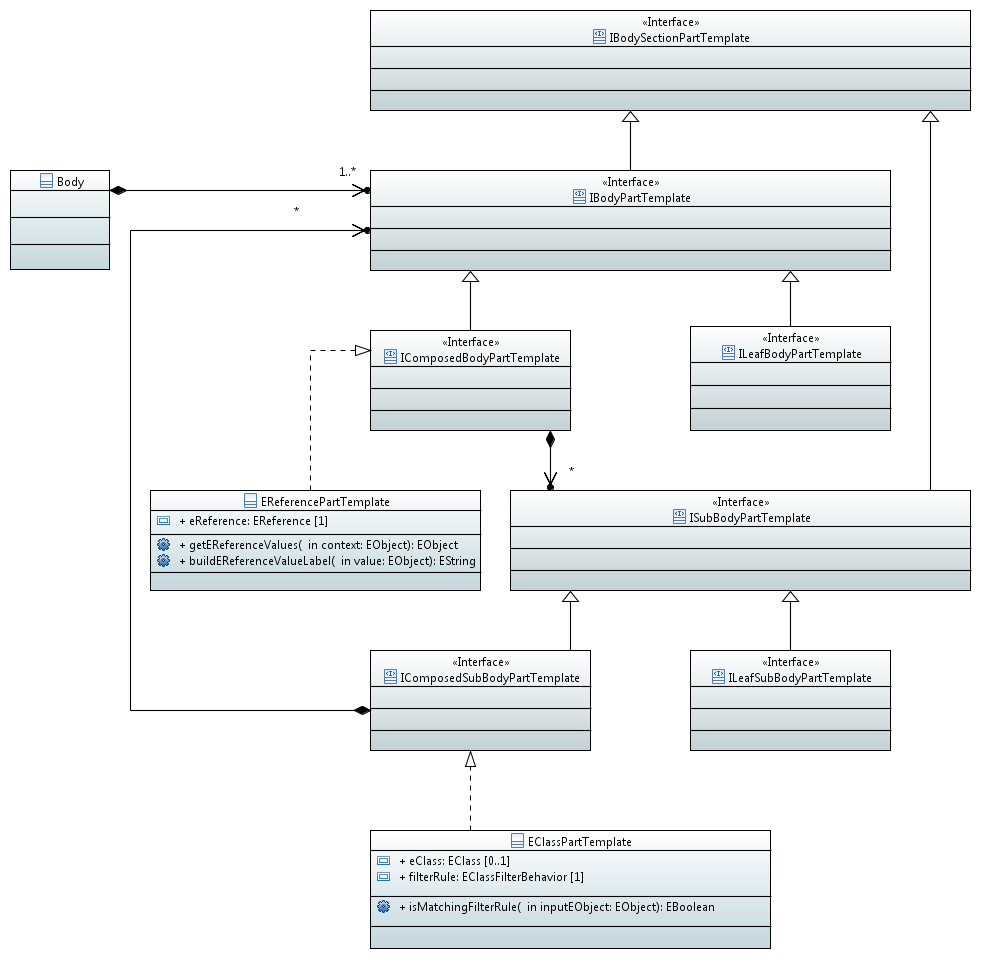 «Interface»
IBodySectionPartTemplate
Body
1..*
«Interface»
IBodyPartTemplate
*
«Interface»
IComposedBodyPartTemplate
«Interface»
ILeafBodyPartTemplate
*
EReferencePartTemplate
+ eReference: EReference [1]
+ getEReferenceValues( in context: EObject): EObject
+ buildEReferenceValueLabel( in value: EObject): EString
«Interface»
ISubBodyPartTemplate
«Interface»
IComposedSubBodyPartTemplate
«Interface»
ILeafSubBodyPartTemplate
EClassPartTemplate
+ eClass: EClass [0..1]
+ filterRule: EClassFilterBehavior [1]
+ isMatchingFilterRule( in inputEObject: EObject): EBoolean